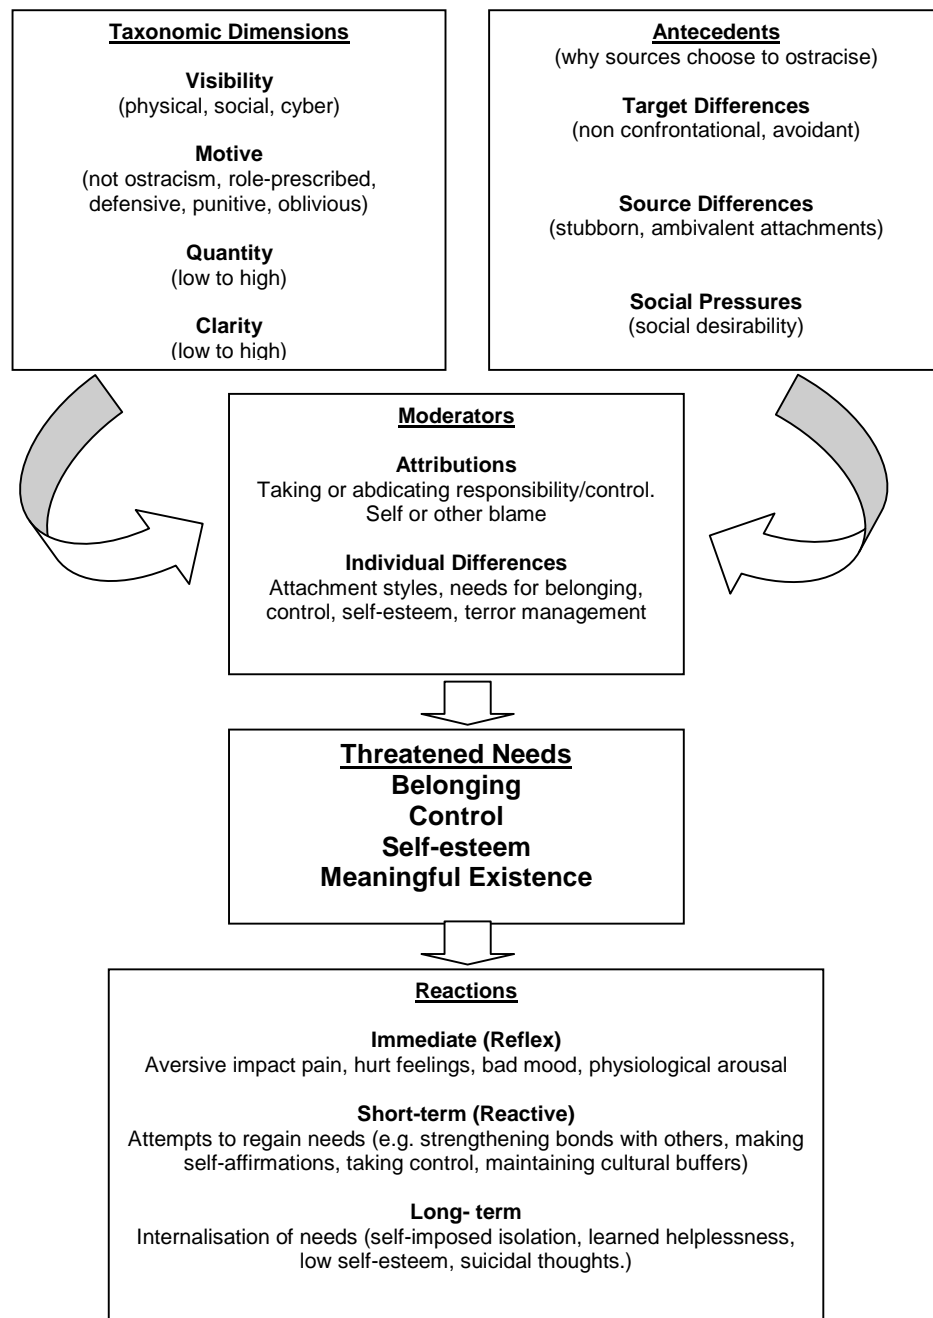 Taxonomic Dimensions
Visibility
(physical, social, cyber)
Motive
(not ostracism, role-prescribed,
defensive, punitive, oblivious)
Quantity
(low to high)
Clarity
(low to high)
Antecedents
(why sources choose to ostracise)
Target Differences
(non confrontational, avoidant)
Source Differences
(stubborn, ambivalent attachments)
Social Pressures
(social desirability)
Moderators
Attributions
Taking or abdicating responsibility/control.
Self or other blame
Individual Differences
Attachment styles, needs for belonging,
control, self-esteem, terror management
Threatened Needs
Belonging
Control
Self-esteem
Meaningful Existence
Reactions
Immediate (Reflex)
Aversive impact pain, hurt feelings, bad mood, physiological arousal
Short-term (Reactive)
Attempts to regain needs (e.g. strengthening bonds with others, making
self-affirmations, taking control, maintaining cultural buffers)
Long- term
Internalisation of needs (self-imposed isolation, learned helplessness,
low self-esteem, suicidal thoughts.)